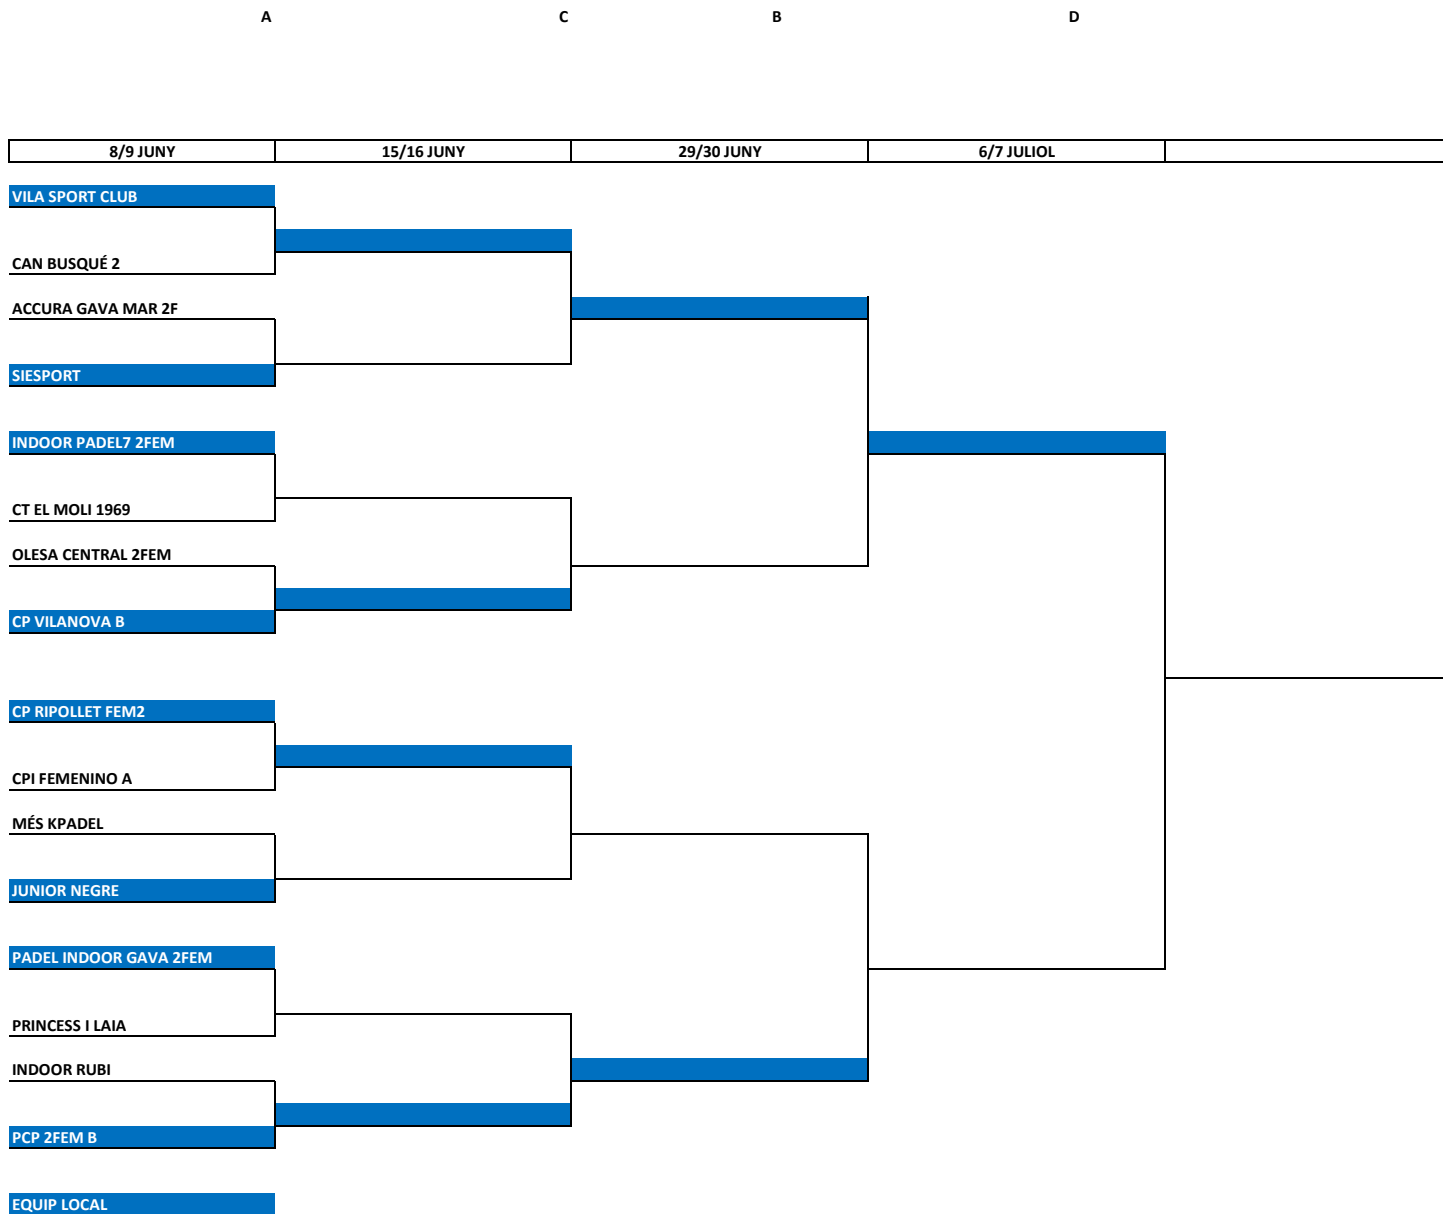 A C B D
8/9 JUNY 15/16 JUNY 29/30 JUNY 6/7 JULIOL
VILA SPORT CLUB
CAN BUSQUÉ 2
ACCURA GAVA MAR 2F
SIESPORT
INDOOR PADEL7 2FEM
CT EL MOLI 1969
OLESA CENTRAL 2FEM
CP VILANOVA B
CP RIPOLLET FEM2
CPI FEMENINO A
MÉS KPADEL
JUNIOR NEGRE
PADEL INDOOR GAVA 2FEM
PRINCESS I LAIA
INDOOR RUBI
PCP 2FEM B
EQUIP LOCAL